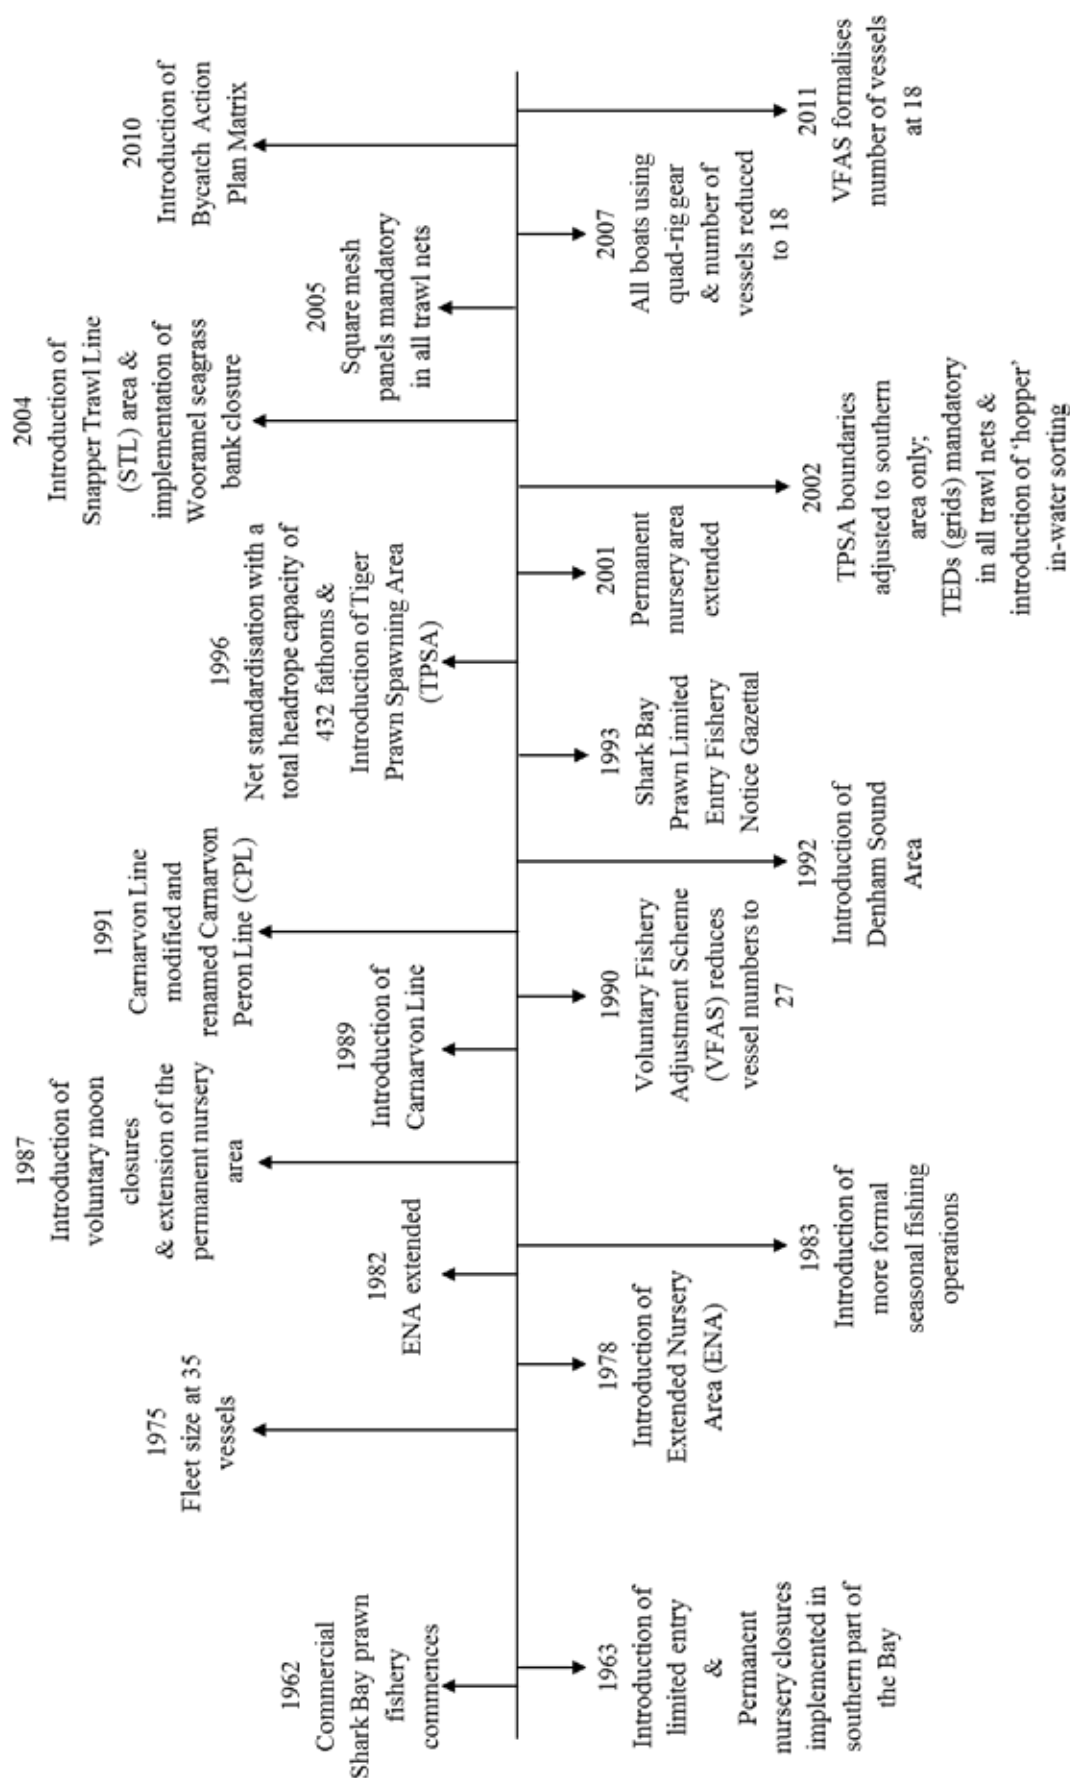 1962
Commercial
Shark Bay prawn
fishery
commences
1963
Introduction of
limited entry
&
Permanent
nursery closures
implemented in
southern part of
the Bay
1975
Fleet size at 35
vessels
1978
Introduction of
Extended Nursery
Area (ENA)
1982
ENA extended
1983
Introduction of
more formal
seasonal fishing
operations
1987
Introduction of
voluntary moon
closures
& extension of the
permanent nursery
area
1989
Introduction of
Carnarvon Line
1990
Voluntary Fishery
Adjustment Scheme
(VFAS) reduces
vessel numbers to
27
1991
Carnarvon Line
modified and
renamed Carnarvon
Peron Line (CPL)
1992
Introduction of
Denham Sound
Area
1993
Shark Bay
Prawn Limited
Entry Fishery
Notice Gazettal
1996
Net standardisation with a
total headrope capacity of
432 fathoms &
Introduction of Tiger
Prawn Spawning Area
(TPSA)
2001
Permanent
nursery area
extended
2002
TPSA boundaries
adjusted to southern
area only;
TEDs (grids) mandatory
in all trawl nets &
introduction of ‘hopper’
in-water sorting
2004
Introduction of
Snapper Trawl Line
(STL) area &
implementation of
Wooramel seagrass
bank closure
2005
Square mesh
panels mandatory
in all trawl nets
2007
All boats using
quad-rig gear
& number of
vessels reduced
to 18
2010
Introduction of
Bycatch Action
Plan Matrix
2011
VFAS formalises
number of vessels
at 18